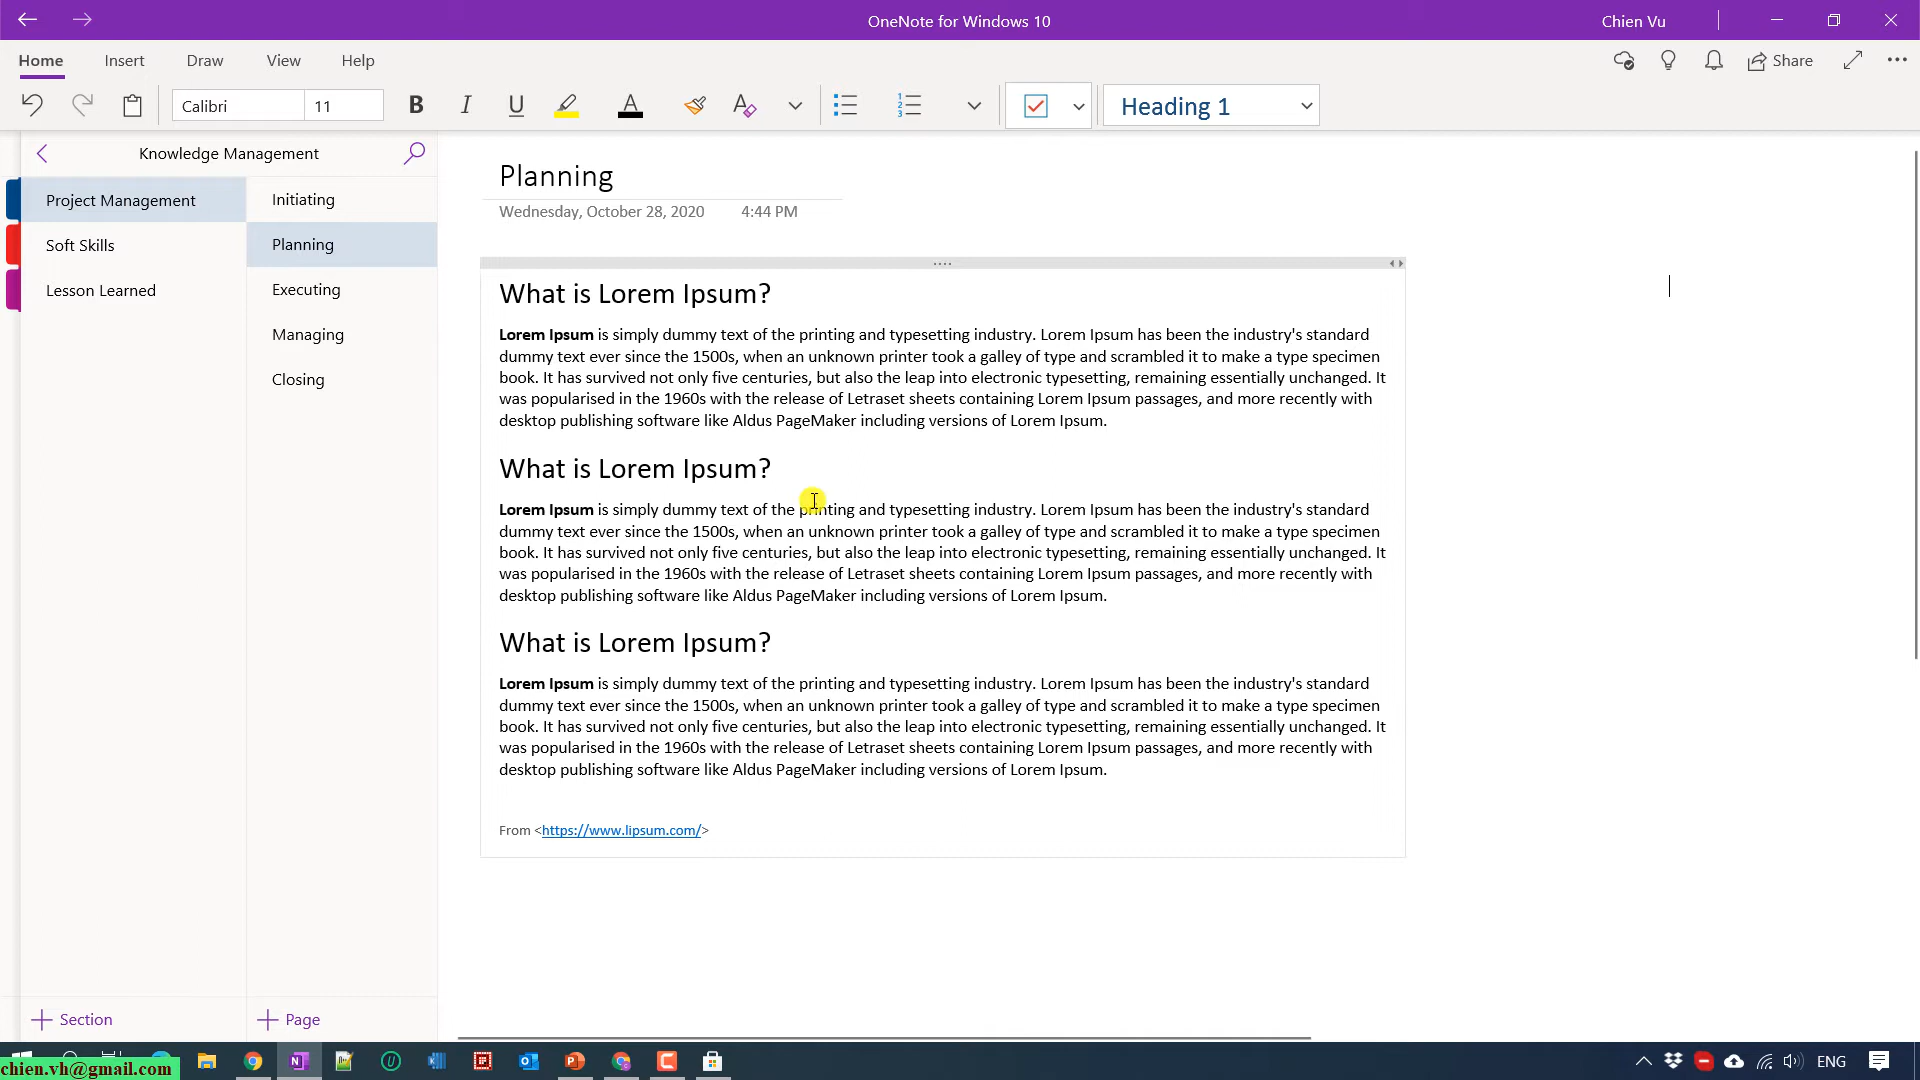 OneNote for Windows 10
Chien Vu
Home
Insert
Draw
View
Help
Share
Calibri
11
B
I
U
A
A
Heading 1
Knowledge Management
Project Management
Soft Skills
Lesson Learned
Initiating
Planning
Executing
Managing
Closing
Planning
Wednesday, October 28, 2020
4:44 PM
What is Lorem Ipsum?
Lorem Ipsum is simply dummy text of the printing and typesetting industry. Lorem Ipsum has been the industry's standard
dummy text ever since the 1500s, when an unknown printer took a galley of type and scrambled it to make a type specimen
book. It has survived not only five centuries, but also the leap into electronic typesetting, remaining essentially unchanged. It
was popularised in the 1960s with the release of Letraset sheets containing Lorem Ipsum passages, and more recently with
desktop publishing software like Aldus PageMaker including versions of Lorem Ipsum.
What is Lorem Ipsum?
Lorem Ipsum is simply dummy text of the printing and typesetting industry. Lorem Ipsum has been the industry's standard
dummy text ever since the 1500s, when an unknown printer took a galley of type and scrambled it to make a type specimen
book. It has survived not only five centuries, but also the leap into electronic typesetting, remaining essentially unchanged. It
was popularised in the 1960s with the release of Letraset sheets containing Lorem Ipsum passages, and more recently with
desktop publishing software like Aldus PageMaker including versions of Lorem Ipsum.
What is Lorem Ipsum?
Lorem Ipsum is simply dummy text of the printing and typesetting industry. Lorem Ipsum has been the industry's standard
dummy text ever since the 1500s, when an unknown printer took a galley of type and scrambled it to make a type specimen
book. It has survived not only five centuries, but also the leap into electronic typesetting, remaining essentially unchanged. It
was popularised in the 1960s with the release of Letraset sheets containing Lorem Ipsum passages, and more recently with
desktop publishing software like Aldus PageMaker including versions of Lorem Ipsum.
From <https://www.lipsum.com/>
Section
Page
chien.vh@gmail.com
ENG